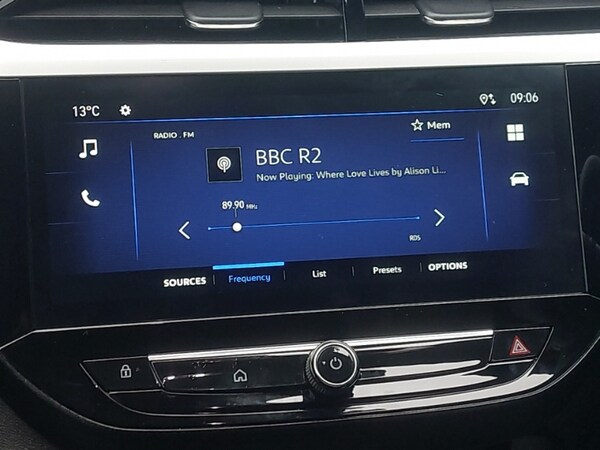 13°C
09:06
RADIO . FM
Mem
BBC R2
Now Playing: Where Love Lives by Alison Li...
89.90 MHz
RDS
SOURCES
Frequency
List
Presets
OPTIONS